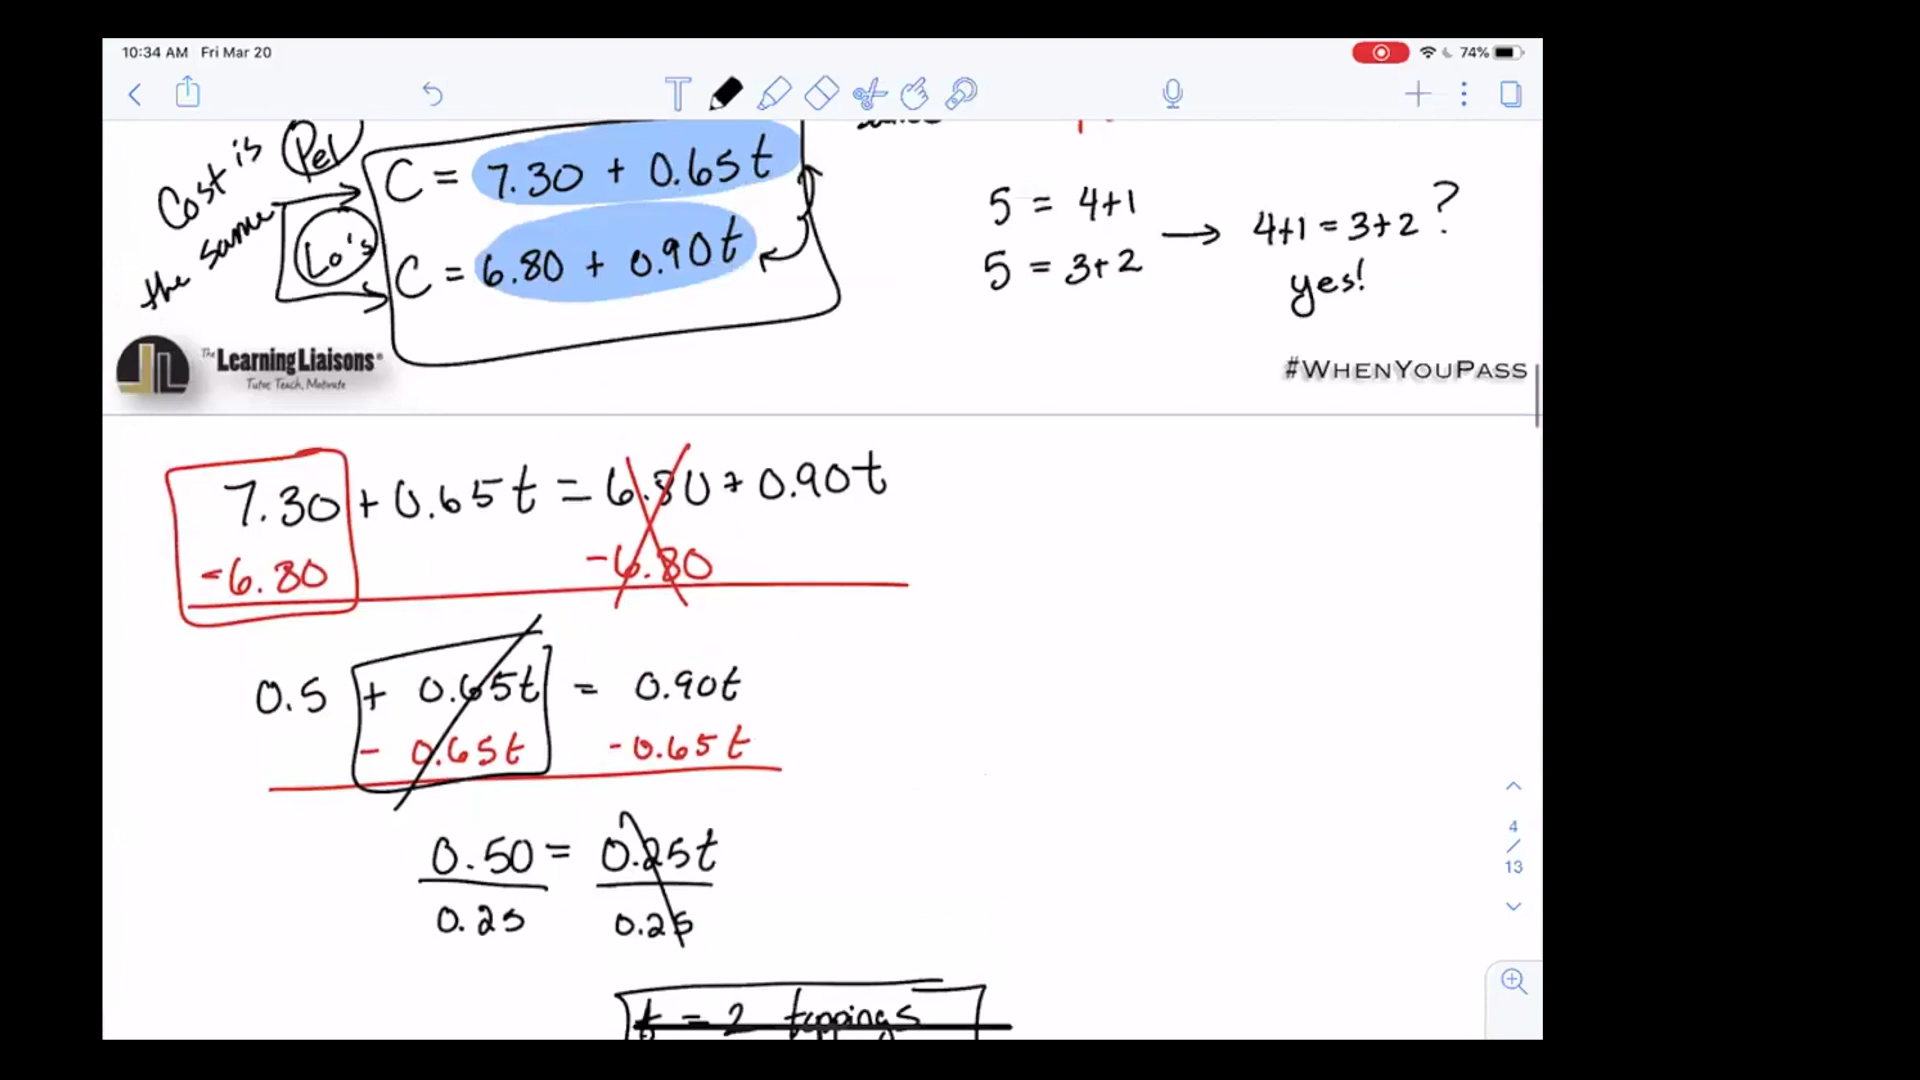 10:34 AM Fri Mar 20
74%
T
Cost is
the same
Pel
Lo's
C = 7.30 + 0.65t
C = 6.80 + 0.90t
5 = 4+1
5 = 3+2
4+1 = 3+2 ?
yes!
The Learning Liaisons®
Tutor, Teach, Motivate
#WHENYOUPASS
7.30 + 0.65t = 6.80 + 0.90t
-6.80 -6.80
0.5 + 0.65t = 0.90t
- 0.65t -0.65t
0.50 = 0.25t
0.25 0.25
t = 2 toppings
4
/
13